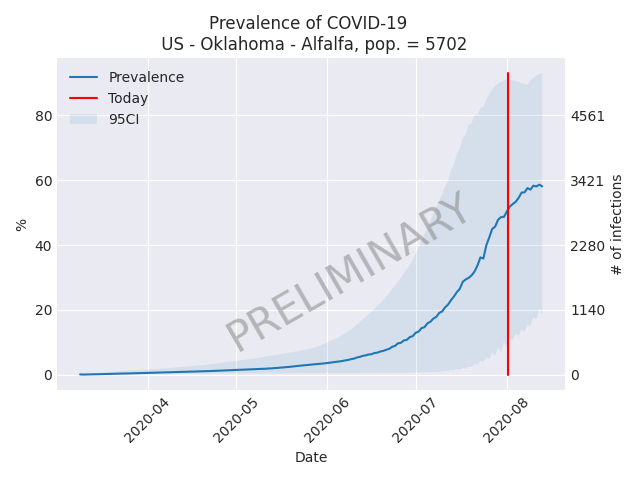 Prevalence of COVID-19
US - Oklahoma - Alfalfa, pop. = 5702
Prevalence
Today
95CI
80
60
40
20
0
%
4561
3421
2280
1140
0
# of infections
PRELIMINARY
2020-04
2020-05
2020-06
2020-07
2020-08
Date